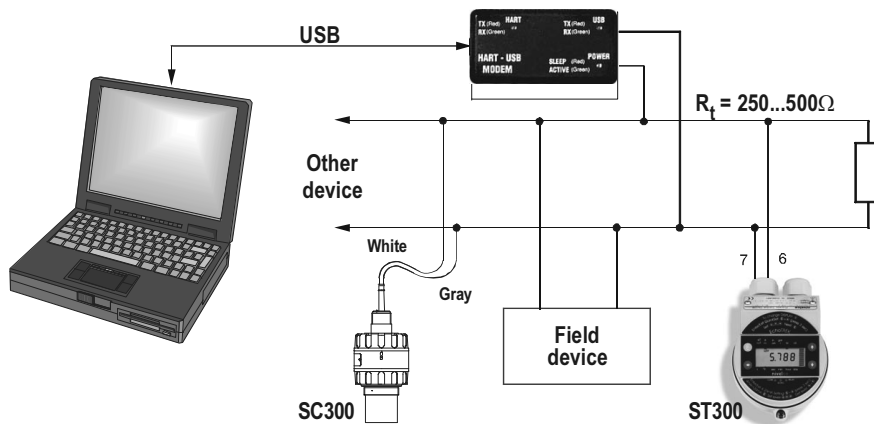 USB
TX (Red) HART
RX (Green)
TX (Red) USB
RX (Green)
HART - USB
MODEM
SLEEP (Red) POWER
ACTIVE (Green)
Rt = 250...500Ω
Other
device
White
Gray
7 6
Field
device
5.788
SC300
ST300